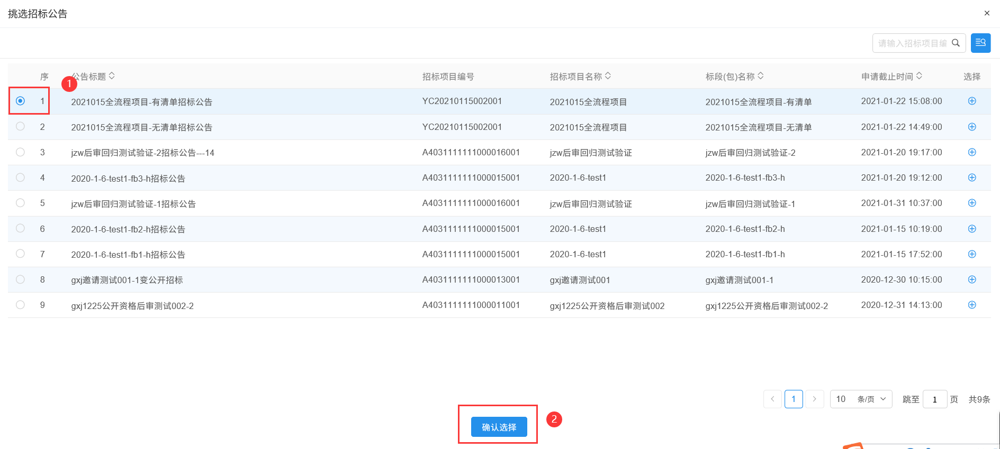 挑选招标公告
请输入招标项目编
序 公告标题 招标项目编号 招标项目名称 标段(包)名称 申请截止时间 选择
1
1 2021015全流程项目-有清单招标公告 YC20210115002001 2021015全流程项目 2021015全流程项目-有清单 2021-01-22 15:08:00
2 2021015全流程项目-无清单招标公告 YC20210115002001 2021015全流程项目 2021015全流程项目-无清单 2021-01-22 14:49:00
3 jzw后审回归测试验证-2招标公告---14 A4031111111000016001 jzw后审回归测试验证 jzw后审回归测试验证-2 2021-01-20 19:17:00
4 2020-1-6-test1-fb3-h招标公告 A4031111111000015001 2020-1-6-test1 2020-1-6-test1-fb3-h 2021-01-20 19:12:00
5 jzw后审回归测试验证-1招标公告 A4031111111000016001 jzw后审回归测试验证 jzw后审回归测试验证-1 2021-01-31 10:37:00
6 2020-1-6-test1-fb2-h招标公告 A4031111111000015001 2020-1-6-test1 2020-1-6-test1-fb2-h 2021-01-15 10:19:00
7 2020-1-6-test1-fb1-h招标公告 A4031111111000015001 2020-1-6-test1 2020-1-6-test1-fb1-h 2021-01-15 17:52:00
8 gxj邀请测试001-1变公开招标 A4031111111000013001 gxj邀请测试001 gxj邀请测试001-1 2020-12-30 10:15:00
9 gxj1225公开资格后审测试002-2 A4031111111000011001 gxj1225公开资格后审测试002 gxj1225公开资格后审测试002-2 2020-12-31 14:13:00
1 10 条/页 跳至 1 页 共9条
确认选择 2